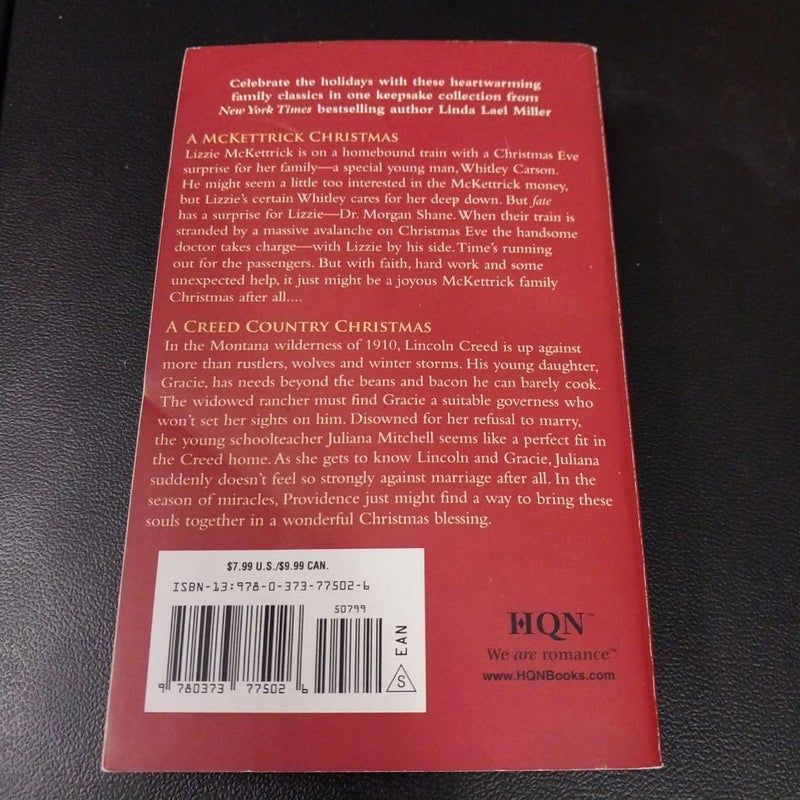 Celebrate the holidays with these heartwarming
family classics in one keepsake collection from
New York Times bestselling author Linda Lael Miller
A McKettrick Christmas
Lizzie McKettrick is on a homebound train with a Christmas Eve
surprise for her family—a special young man, Whitley Carson.
He might seem a little too interested in the McKettrick money,
but Lizzie's certain Whitley cares for her deep down. But fate
has a surprise for Lizzie—Dr. Morgan Shane. When their train is
stranded by a massive avalanche on Christmas Eve the handsome
doctor takes charge—with Lizzie by his side. Time's running
out for the passengers. But with faith, hard work and some
unexpected help, it just might be a joyous McKettrick family
Christmas after all....
A Creed Country Christmas
In the Montana wilderness of 1910, Lincoln Creed is up against
more than rustlers, wolves and winter storms. His young daughter,
Gracie, has needs beyond the beans and bacon he can barely cook.
The widowed rancher must find Gracie a suitable governess who
won't set her sights on him. Disowned for her refusal to marry,
the young schoolteacher Juliana Mitchell seems like a perfect fit in
the Creed home. As she gets to know Lincoln and Gracie, Juliana
suddenly doesn't feel so strongly against marriage after all. In the
season of miracles, Providence just might find a way to bring these
souls together in a wonderful Christmas blessing.
$7.99 U.S./$9.99 CAN.
ISBN-13:978-0-373-77502-6
50799
9 780373 77502 6
S
EAN
HQN™
We are romance™
www.HQNBooks.com